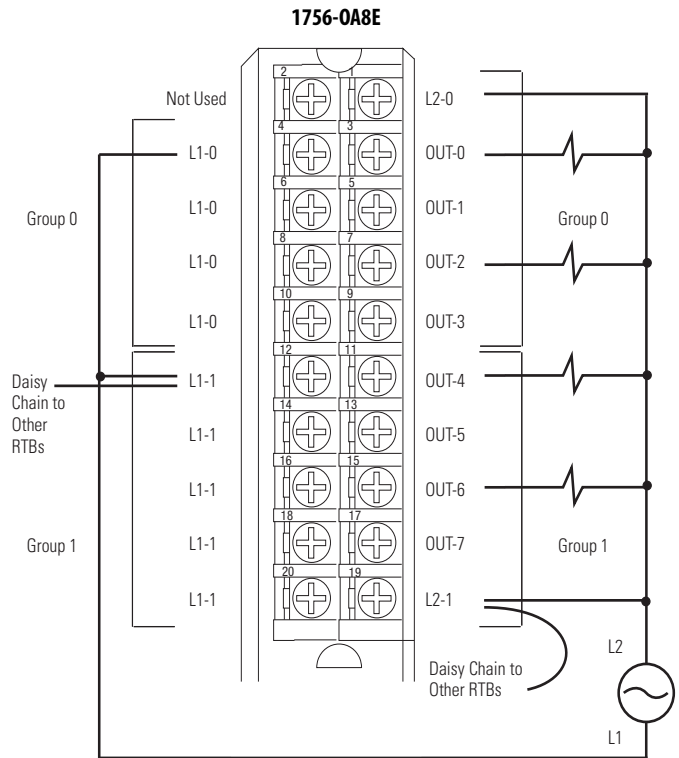 1756-OA8E
2 1
Not Used L2-0
4 3
L1-0 OUT-0
6 5
L1-0 OUT-1
Group 0 Group 0
8 7
L1-0 OUT-2
10 9
L1-0 OUT-3
12 11
L1-1 OUT-4
Daisy
Chain to
Other
RTBs
14 13
L1-1 OUT-5
16 15
L1-1 OUT-6
18 17
Group 1 L1-1 OUT-7 Group 1
20 19
L1-1 L2-1
L2
Daisy Chain to
Other RTBs
L1